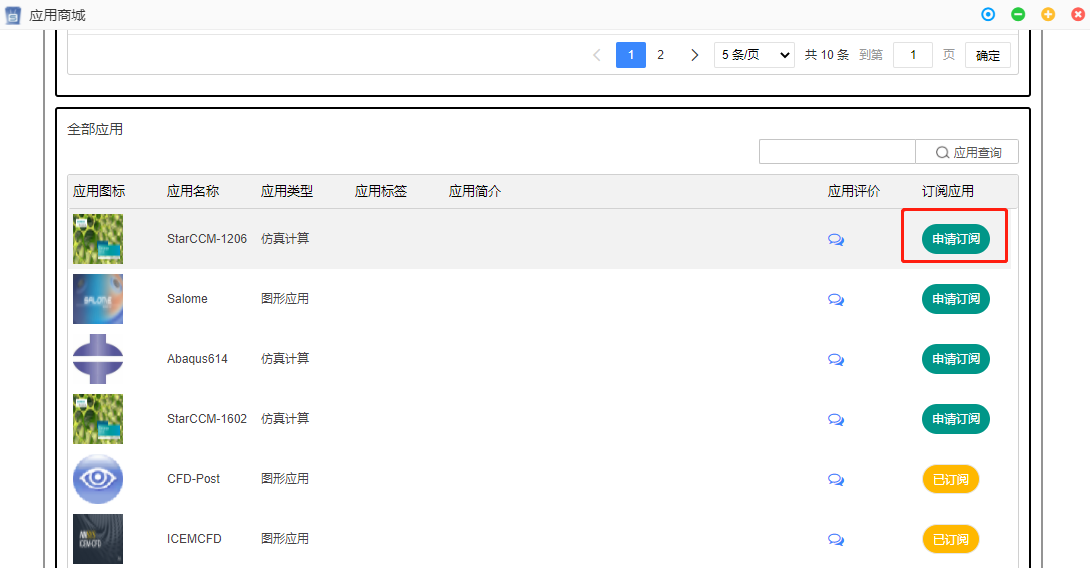 应用商城
1 2 5 条/页 共 10 条 到第 1 页 确定
全部应用
应用查询
应用图标 应用名称 应用类型 应用标签 应用简介 应用评价 订阅应用
StarCCM-1206 仿真计算 申请订阅
Salome 图形应用 申请订阅
Abaqus614 仿真计算 申请订阅
StarCCM-1602 仿真计算 申请订阅
CFD-Post 图形应用 已订阅
ICEMCFD 图形应用 已订阅